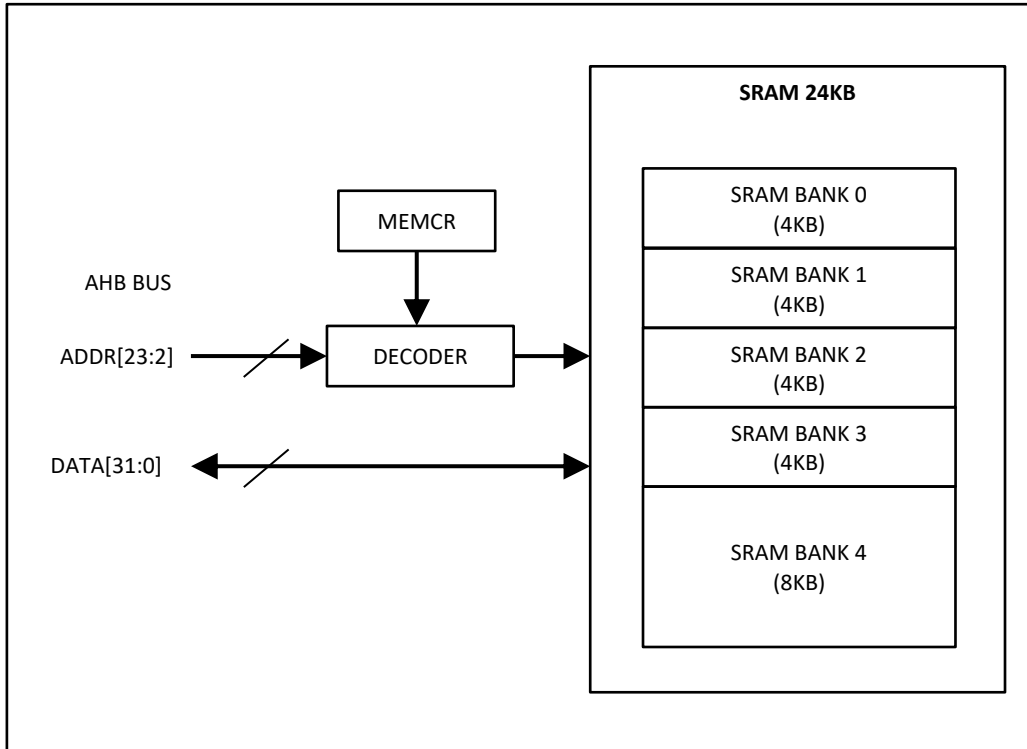 SRAM 24KB
SRAM BANK 0
(4KB)
MEMCR
SRAM BANK 1
(4KB)
AHB BUS
ADDR[23:2]
DECODER
SRAM BANK 2
(4KB)
DATA[31:0]
SRAM BANK 3
(4KB)
SRAM BANK 4
(8KB)